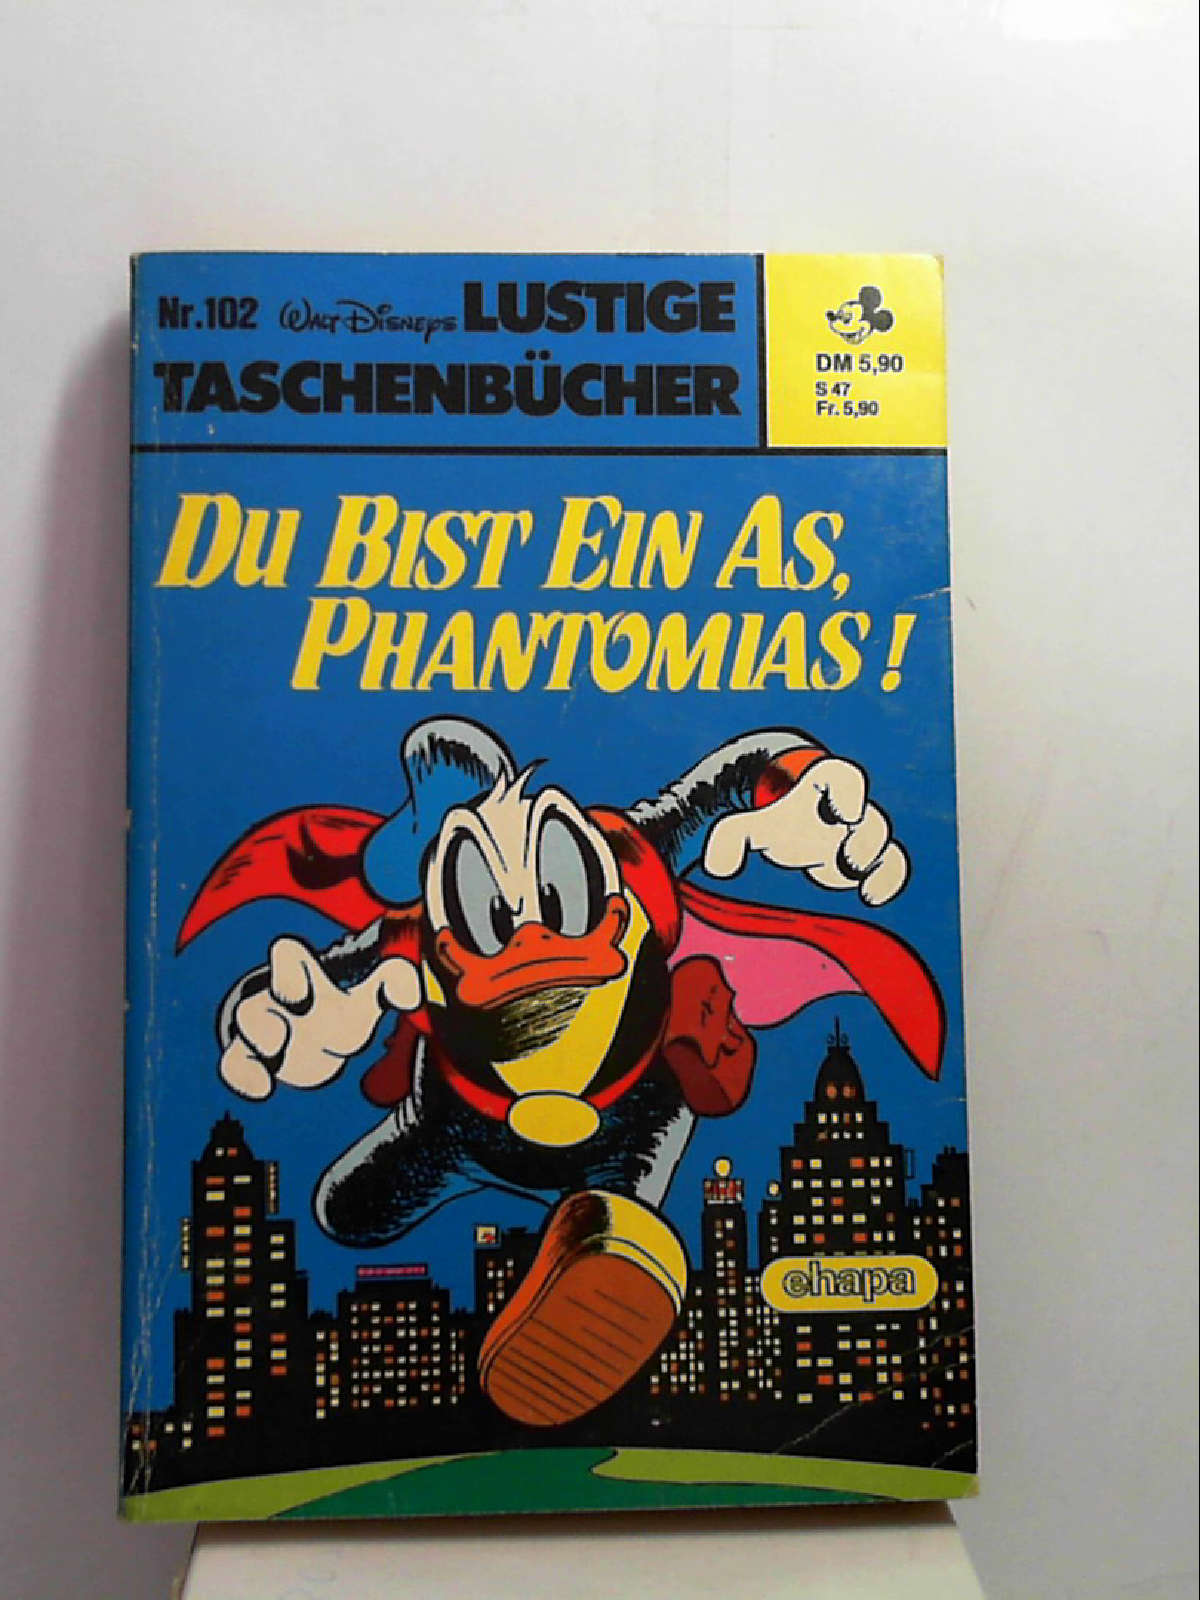 Nr.102 Walt Disneys LUSTIGE
TASCHENBÜCHER
DM 5,90
S 47
Fr. 5,90
DU BIST EIN AS,
PHANTOMIAS!
ehapa